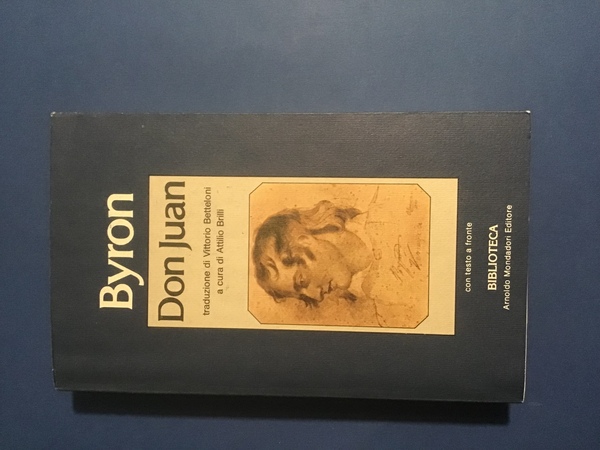 Byron
Don Juan
traduzione di Vittorio Betteloni
a cura di Attilio Brilli
con testo a fronte
BIBLIOTECA
Arnoldo Mondadori Editore